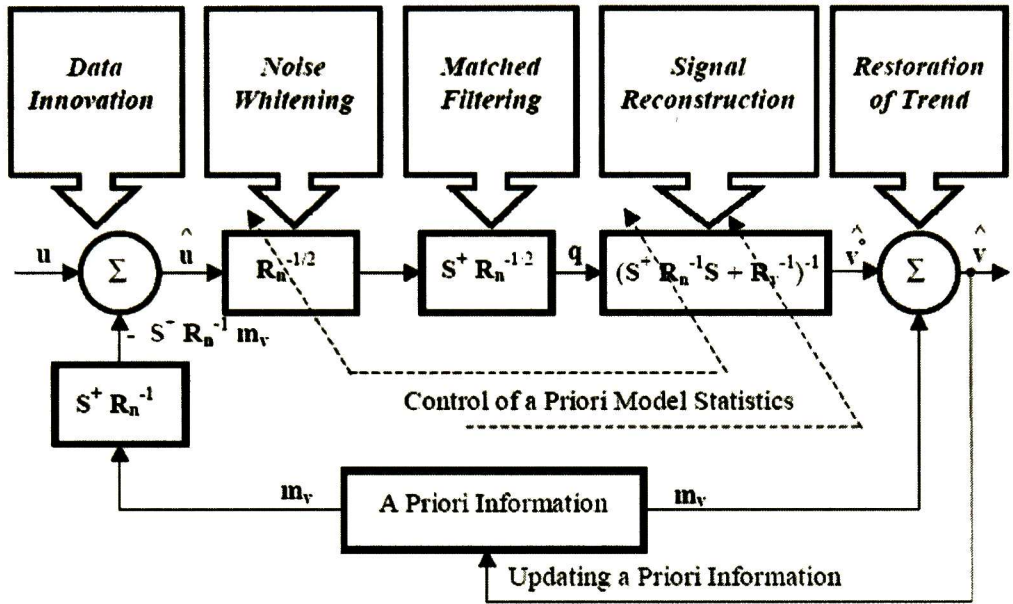 Data Innovation
Noise Whitening
Matched Filtering
Signal Reconstruction
Restoration of Trend
u
Σ
û
Rₙ⁻¹/²
S⁺ Rₙ⁻¹/²
q
(S⁺ Rₙ⁻¹S + Rᵥ⁻¹)⁻¹
v̂°
Σ
v̂
- S⁺ Rₙ⁻¹ mᵥ
S⁺ Rₙ⁻¹
Control of a Priori Model Statistics
mᵥ
A Priori Information
mᵥ
Updating a Priori Information